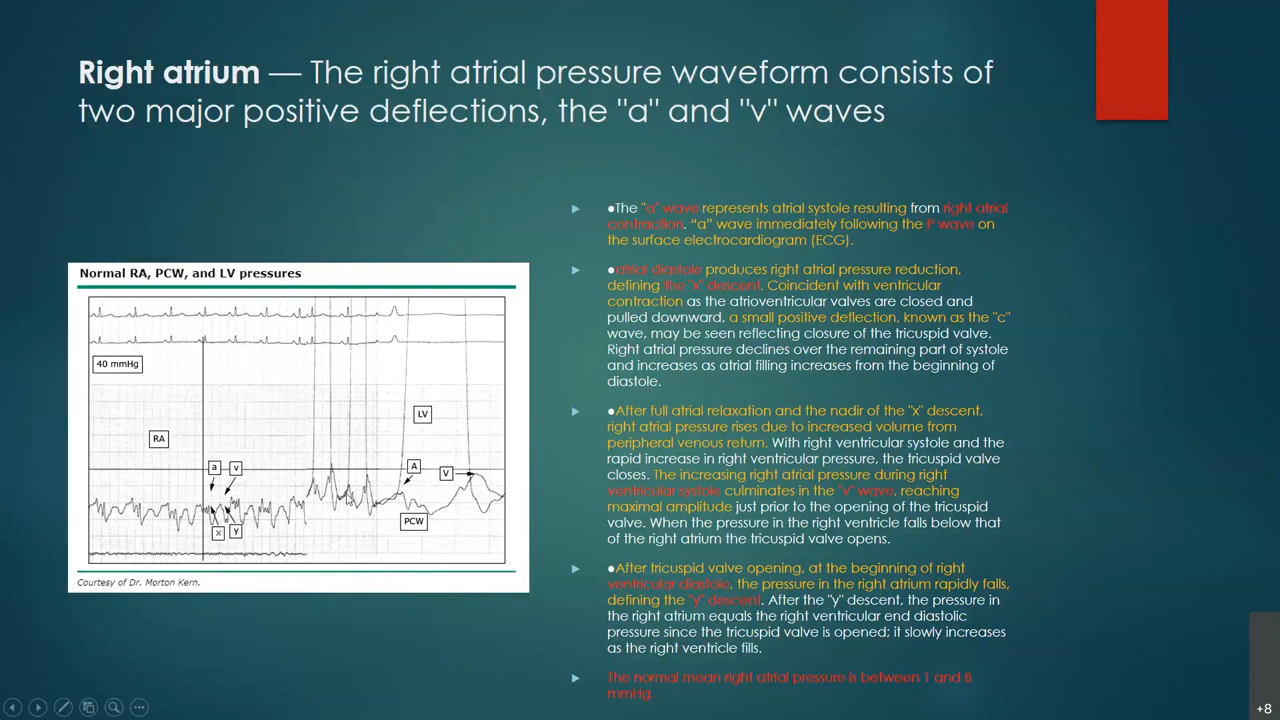 Right atrium — The right atrial pressure waveform consists of
two major positive deflections, the "a" and "v" waves
Normal RA, PCW, and LV pressures
40 mmHg
RA
a
v
x
y
LV
A
V
PCW
Courtesy of Dr. Morton Kern.
●The "a" wave represents atrial systole resulting from right atrial
contraction. “a” wave immediately following the P wave on
the surface electrocardiogram (ECG).
●atrial diastole produces right atrial pressure reduction,
defining the "x" descent. Coincident with ventricular
contraction as the atrioventricular valves are closed and
pulled downward, a small positive deflection, known as the "c"
wave, may be seen reflecting closure of the tricuspid valve.
Right atrial pressure declines over the remaining part of systole
and increases as atrial filling increases from the beginning of
diastole.
●After full atrial relaxation and the nadir of the "x" descent,
right atrial pressure rises due to increased volume from
peripheral venous return. With right ventricular systole and the
rapid increase in right ventricular pressure, the tricuspid valve
closes. The increasing right atrial pressure during right
ventricular systole culminates in the "v" wave, reaching
maximal amplitude just prior to the opening of the tricuspid
valve. When the pressure in the right ventricle falls below that
of the right atrium the tricuspid valve opens.
●After tricuspid valve opening, at the beginning of right
ventricular diastole, the pressure in the right atrium rapidly falls,
defining the "y" descent. After the "y" descent, the pressure in
the right atrium equals the right ventricular end diastolic
pressure since the tricuspid valve is opened; it slowly increases
as the right ventricle fills.
The normal mean right atrial pressure is between 1 and 8
mmHg.
+8